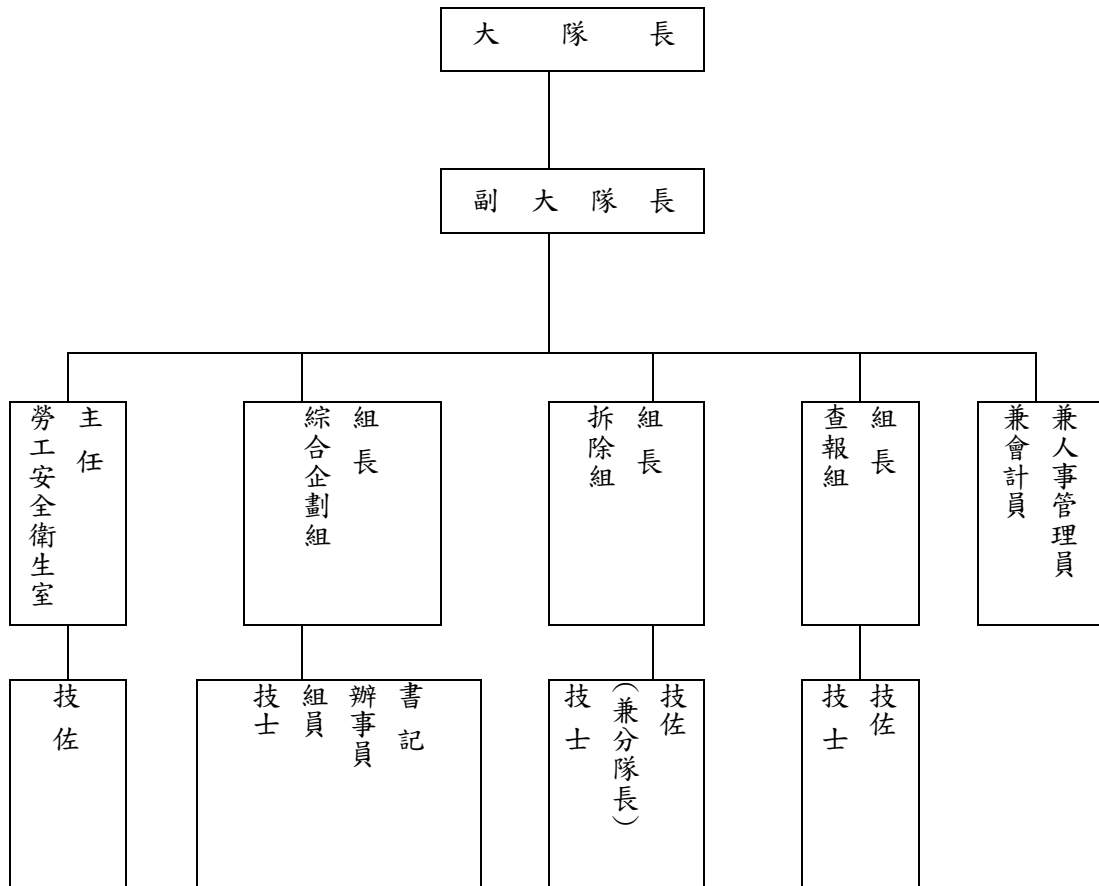 大隊長
副大隊長
兼人事管理員
兼會計員
組長
查報組
組長
拆除組
組長
綜合企劃組
主任
勞工安全衛生室
技佐
技士
技佐
（兼分隊長）
技士
書記
辦事員
組員
技士
技佐